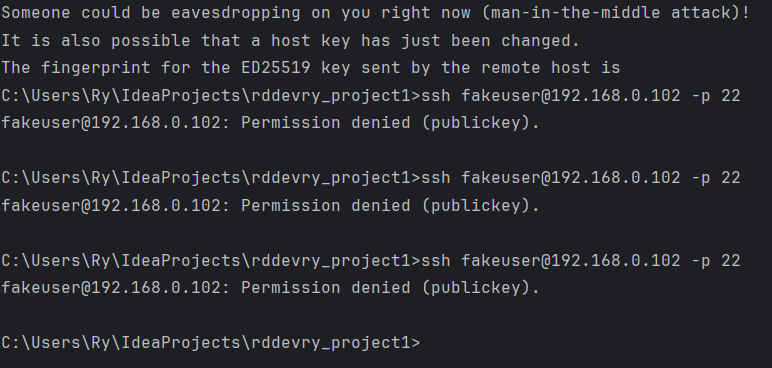 Someone could be eavesdropping on you right now (man-in-the-middle attack)!
It is also possible that a host key has just been changed.
The fingerprint for the ED25519 key sent by the remote host is
C:\Users\Ry\IdeaProjects\rddevry_project1>ssh fakeuser@192.168.0.102 -p 22
fakeuser@192.168.0.102: Permission denied (publickey).
C:\Users\Ry\IdeaProjects\rddevry_project1>ssh fakeuser@192.168.0.102 -p 22
fakeuser@192.168.0.102: Permission denied (publickey).
C:\Users\Ry\IdeaProjects\rddevry_project1>ssh fakeuser@192.168.0.102 -p 22
fakeuser@192.168.0.102: Permission denied (publickey).
C:\Users\Ry\IdeaProjects\rddevry_project1>